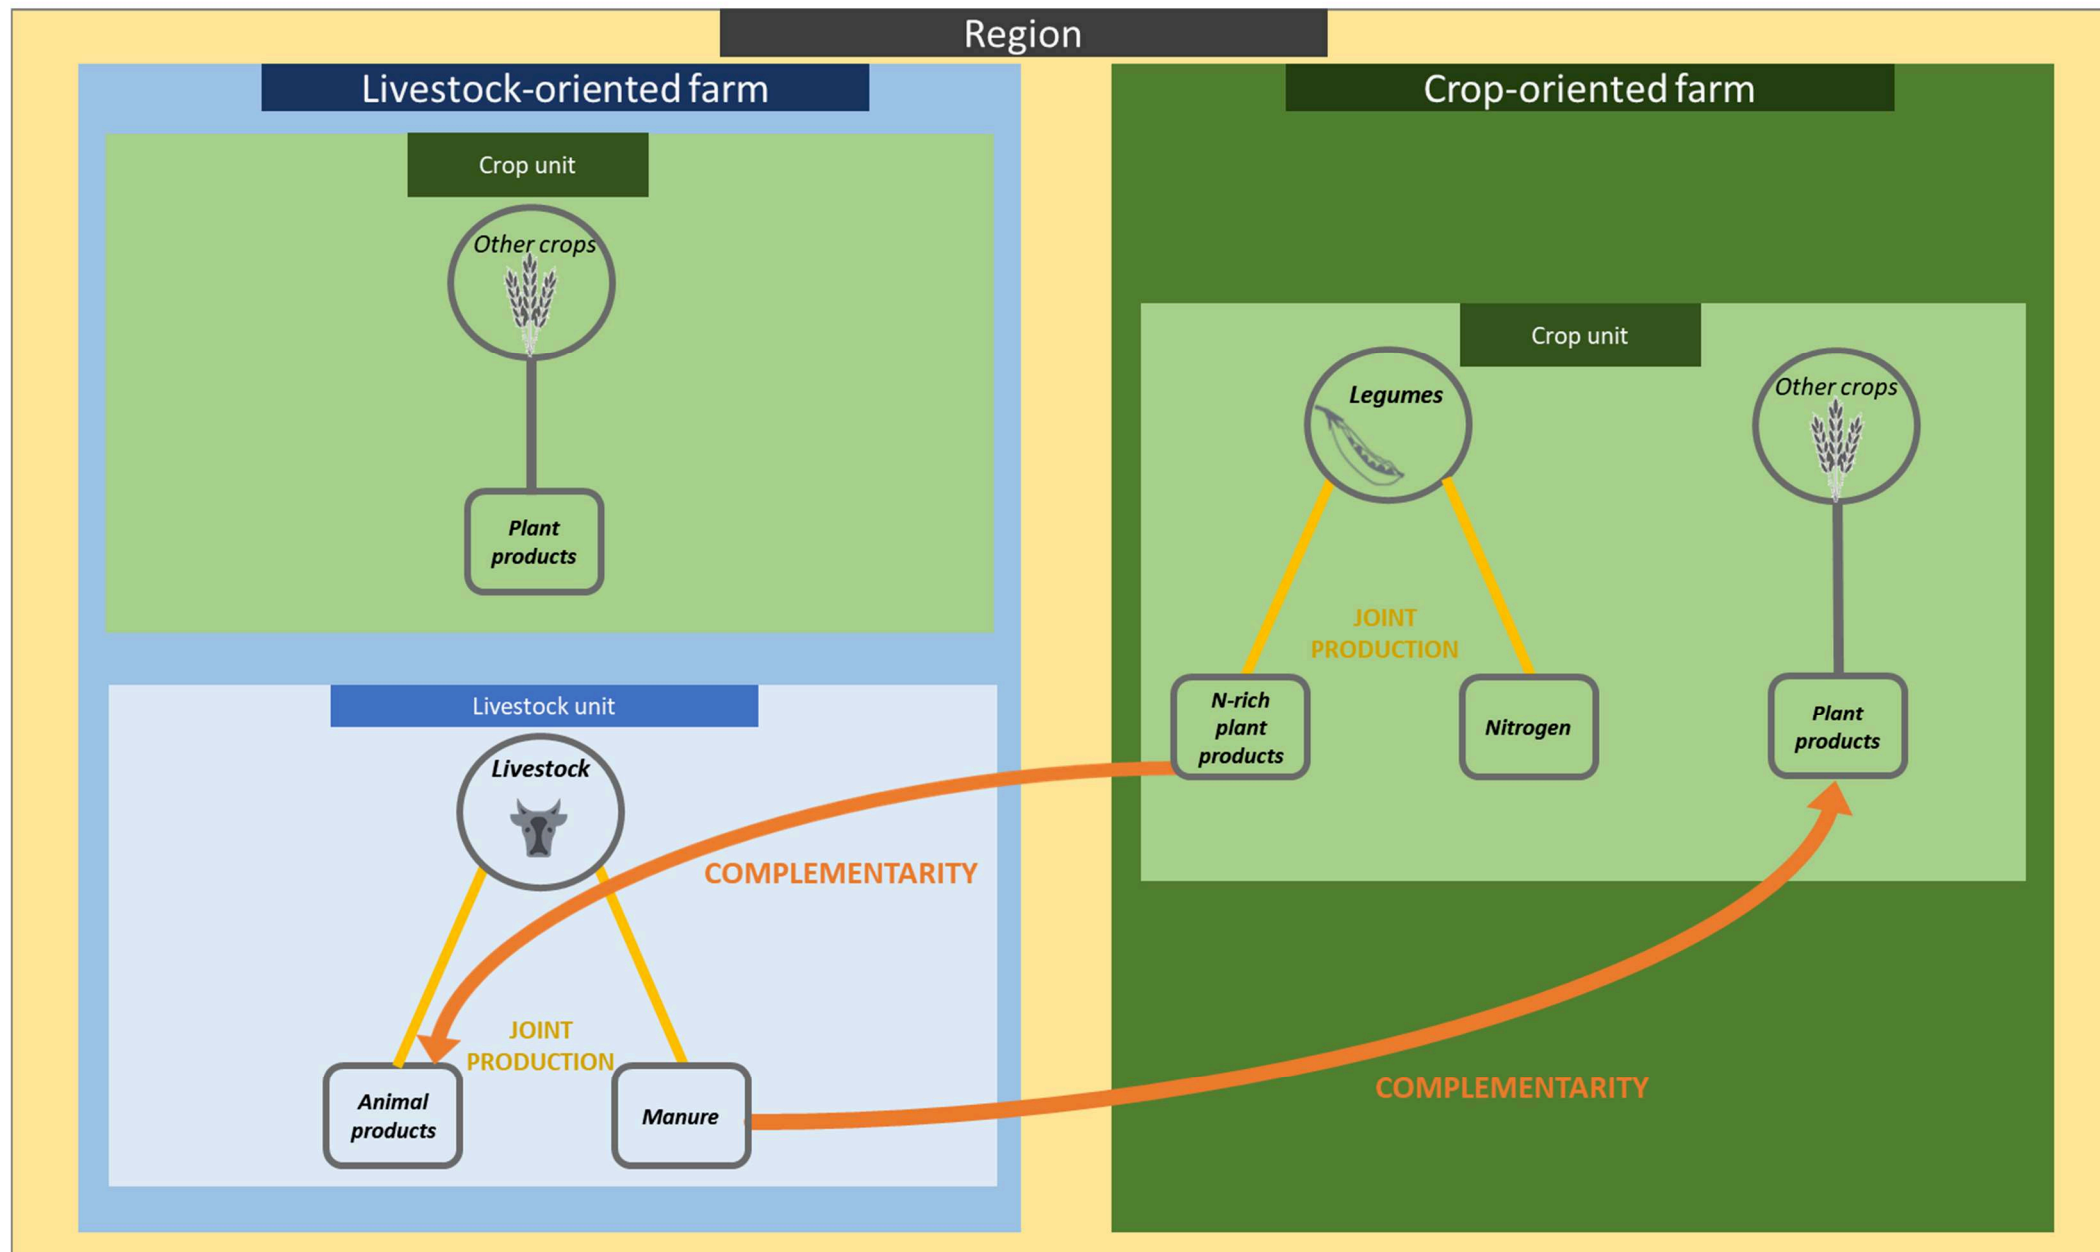 Region
Livestock-oriented farm
Crop unit
Other crops
Plant
products
Livestock unit
Livestock
COMPLEMENTARITY
JOINT
PRODUCTION
Animal
products
Manure
Crop-oriented farm
Crop unit
Legumes
Other crops
JOINT
PRODUCTION
N-rich
plant
products
Nitrogen
Plant
products
COMPLEMENTARITY